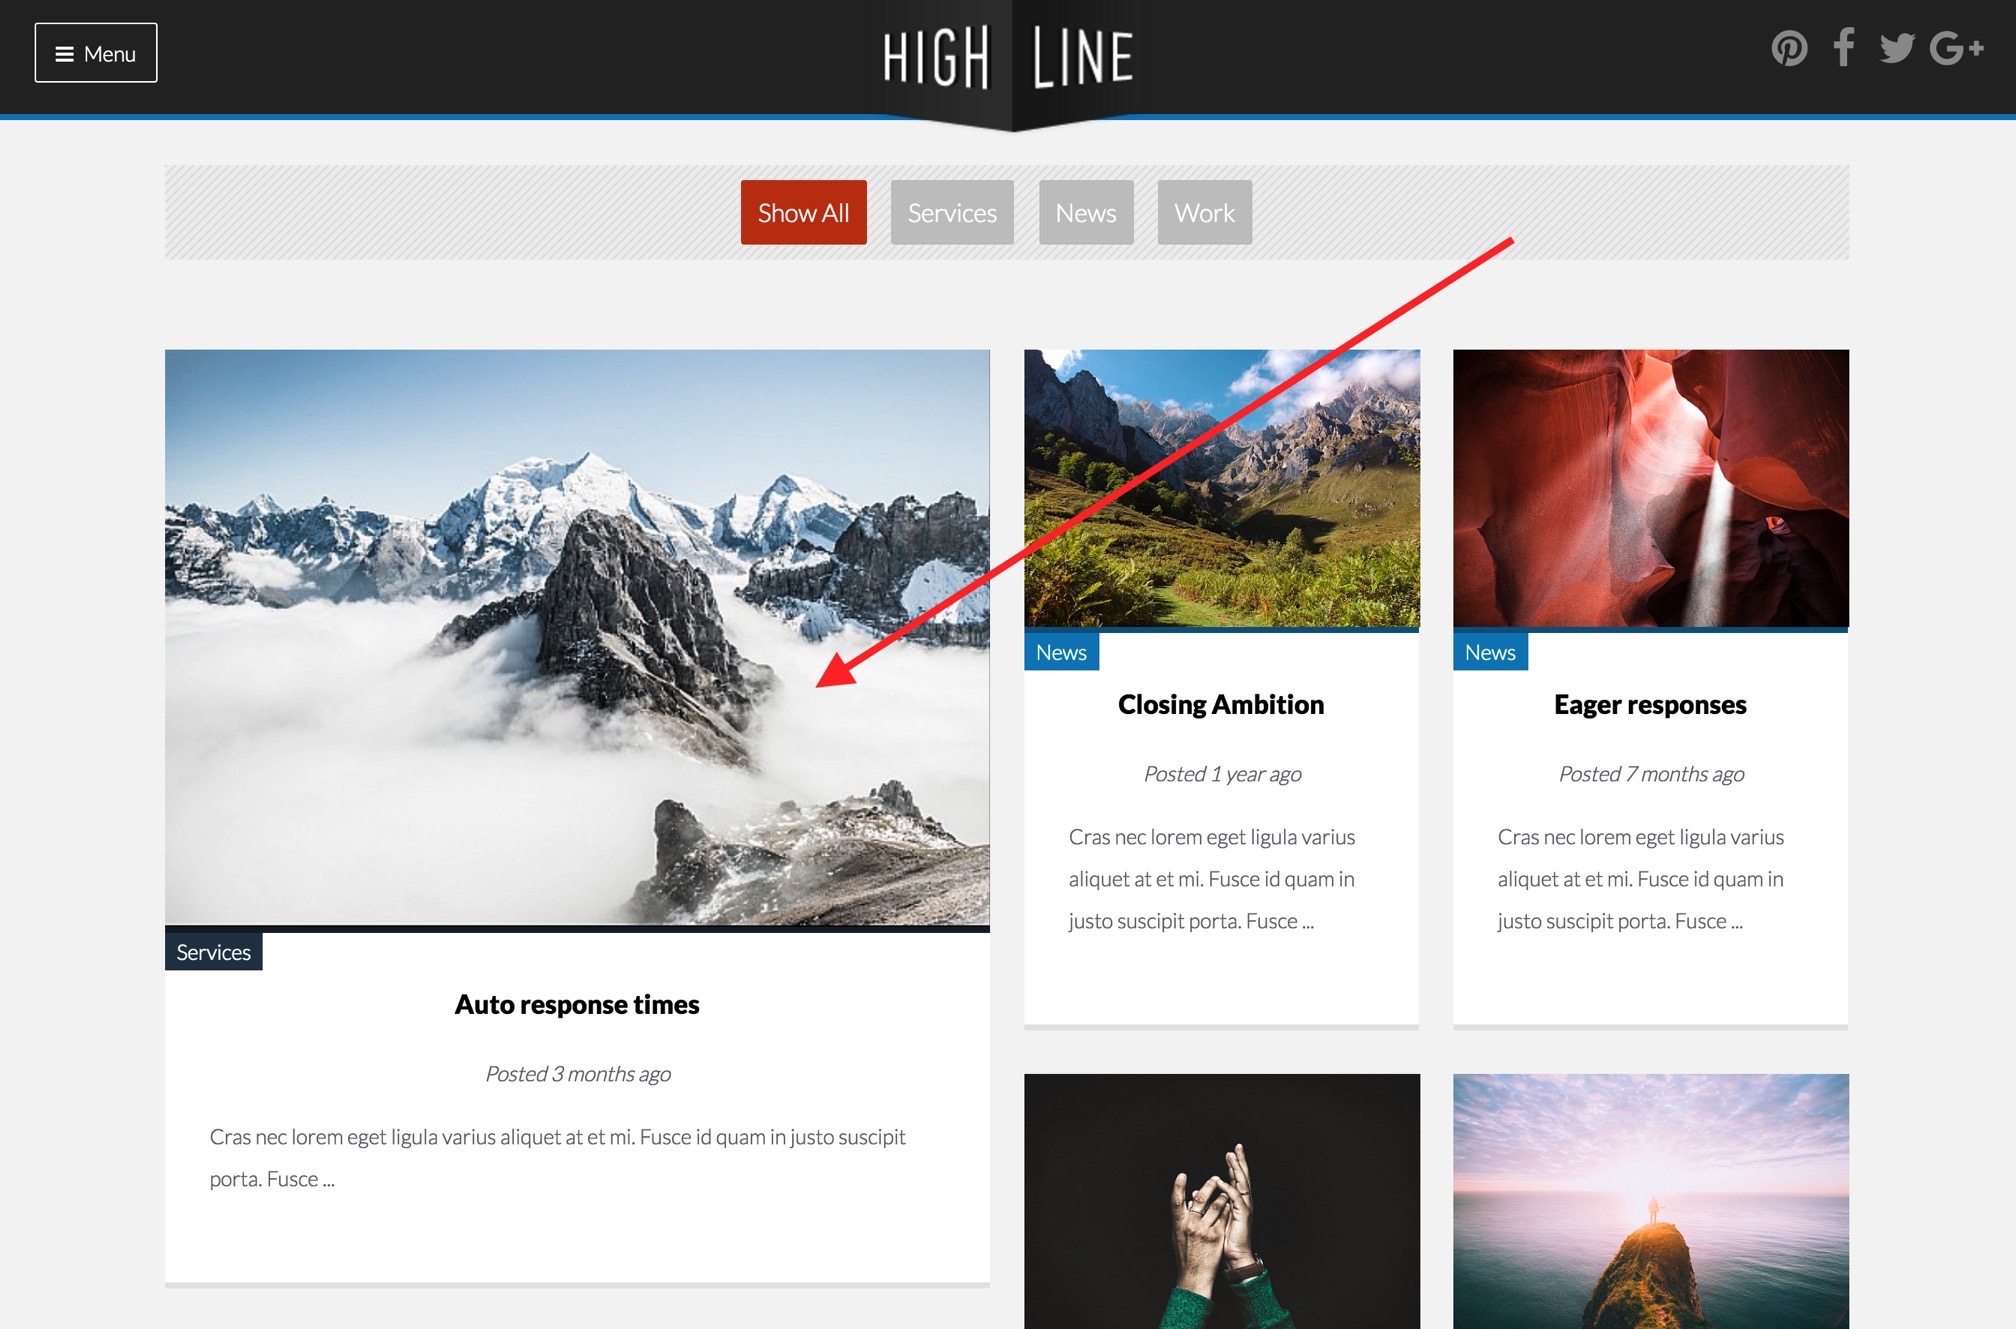 Menu
HIGH LINE
G+
Show All
Services
News
Work
Services
Auto response times
Posted 3 months ago
Cras nec lorem eget ligula varius aliquet at et mi. Fusce id quam in justo suscipit
porta. Fusce ...
News
Closing Ambition
Posted 1 year ago
Cras nec lorem eget ligula varius
aliquet at et mi. Fusce id quam in
justo suscipit porta. Fusce ...
News
Eager responses
Posted 7 months ago
Cras nec lorem eget ligula varius
aliquet at et mi. Fusce id quam in
justo suscipit porta. Fusce ...